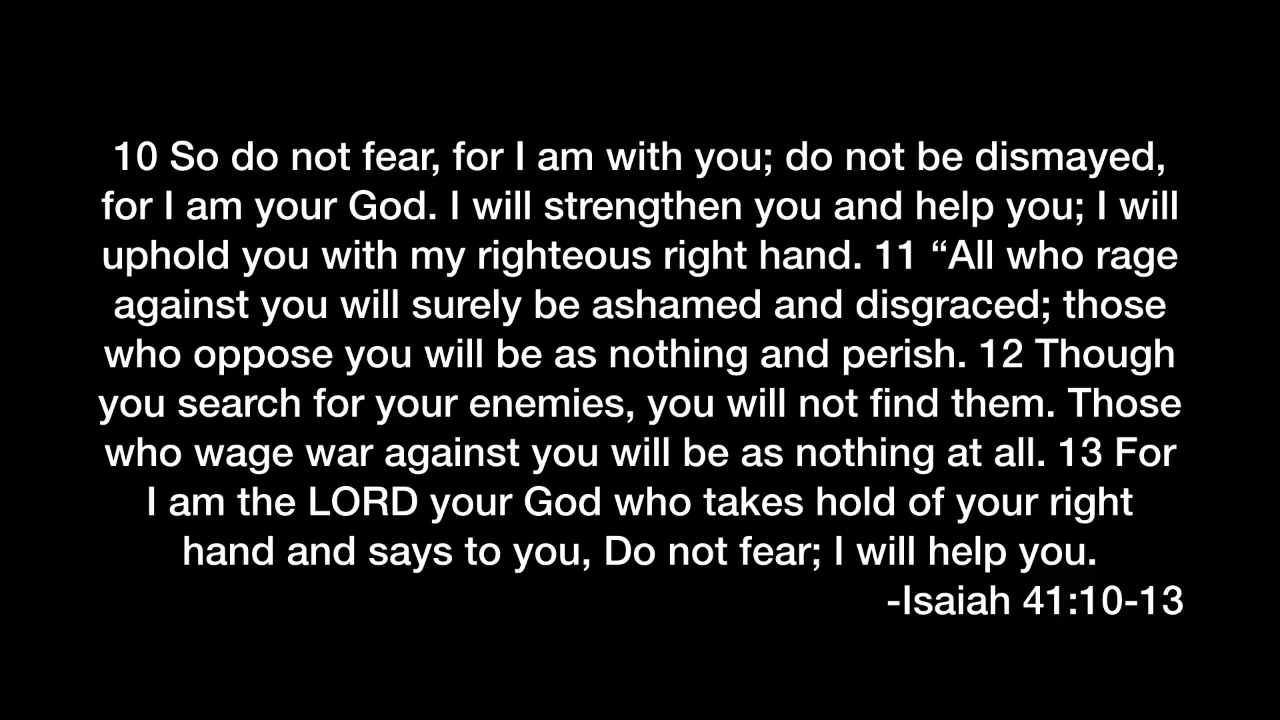 10 So do not fear, for I am with you; do not be dismayed,
for I am your God. I will strengthen you and help you; I will
uphold you with my righteous right hand. 11 “All who rage
against you will surely be ashamed and disgraced; those
who oppose you will be as nothing and perish. 12 Though
you search for your enemies, you will not find them. Those
who wage war against you will be as nothing at all. 13 For
I am the LORD your God who takes hold of your right
hand and says to you, Do not fear; I will help you.
-Isaiah 41:10-13